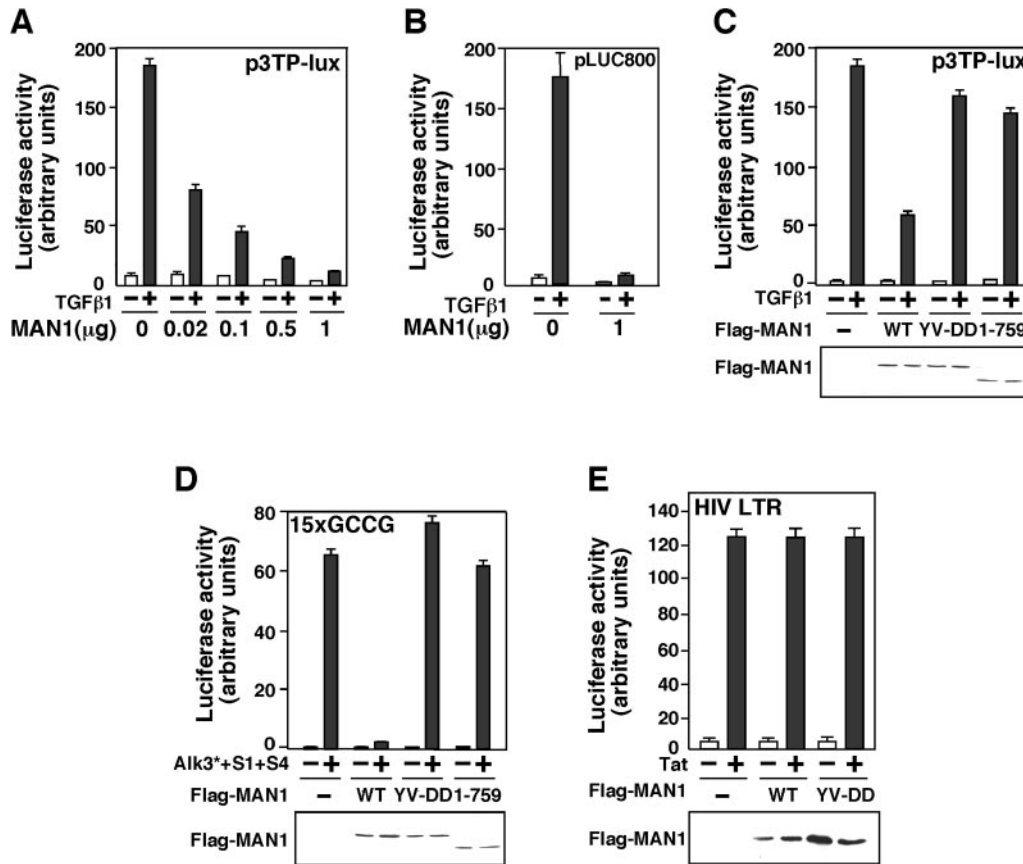 A
Luciferase activity
(arbitrary units)
p3TP-lux
200
150
100
50
0
TGFβ1 − + − + − + − + − +
MAN1(μg) 0 0.02 0.1 0.5 1
B
Luciferase activity
(arbitrary units)
pLUC800
200
150
100
50
0
TGFβ1 − + − +
MAN1(μg) 0 1
C
Luciferase activity
(arbitrary units)
p3TP-lux
200
150
100
50
0
TGFβ1 − + − + − + − +
Flag-MAN1 − WT YV-DD 1-759
Flag-MAN1
D
Luciferase activity
(arbitrary units)
15xGCCG
80
60
40
20
0
Alk3*+S1+S4 − + − + − + − +
Flag-MAN1 − WT YV-DD 1-759
Flag-MAN1
E
Luciferase activity
(arbitrary units)
HIV LTR
140
120
100
80
60
40
20
0
Tat − + − + − +
Flag-MAN1 − WT YV-DD
Flag-MAN1